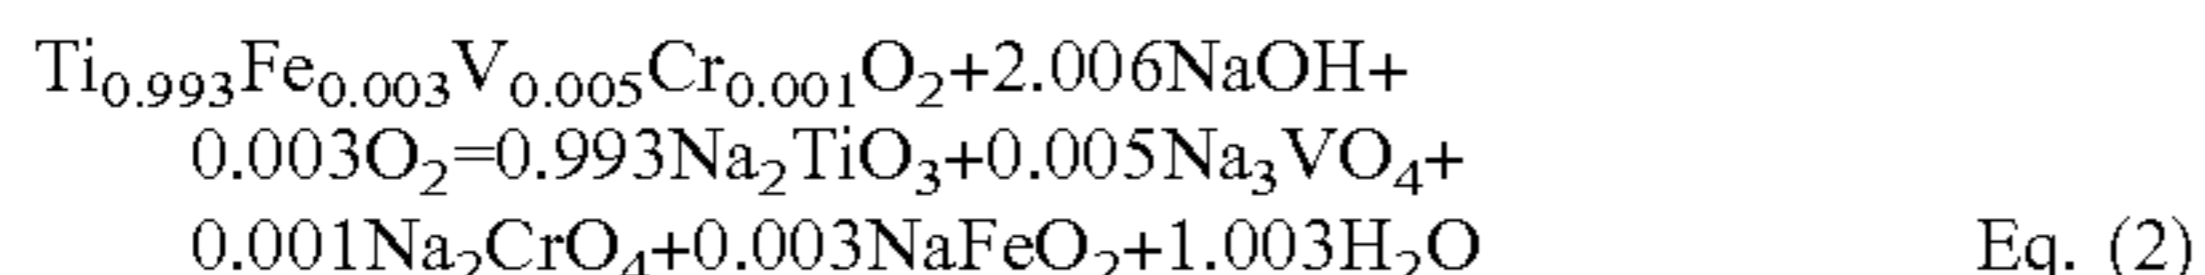 Ti₀.₉₉₃Fe₀.₀₀₃V₀.₀₀₅Cr₀.₀₀₁O₂+2.006NaOH+
0.003O₂=0.993Na₂TiO₃+0.005Na₃VO₄+
0.001Na₂CrO₄+0.003NaFeO₂+1.003H₂O Eq. (2)